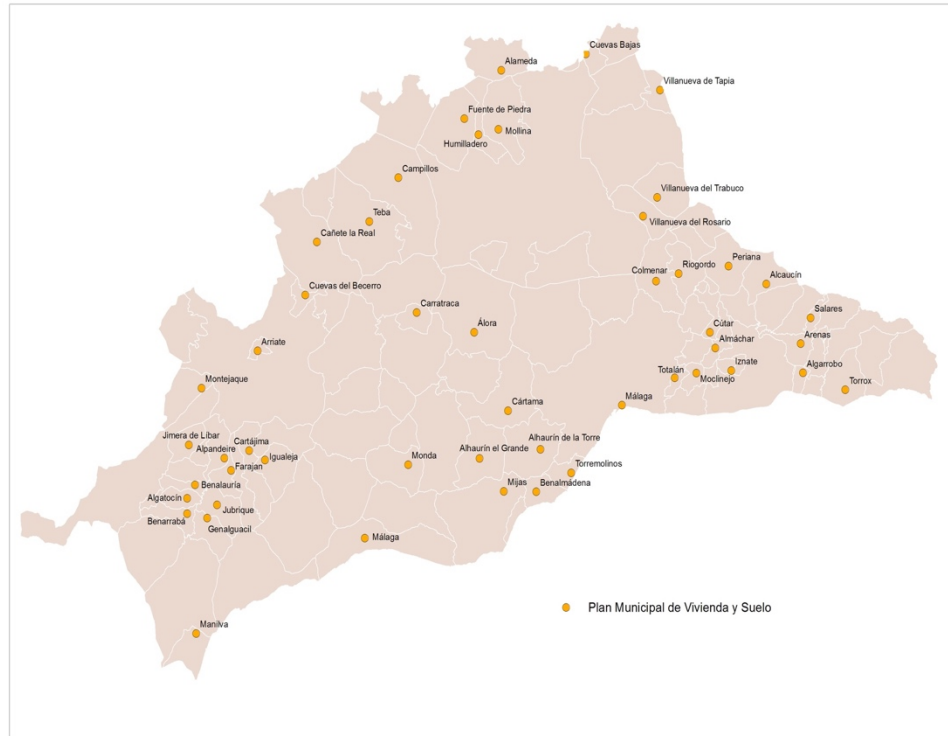 Cuevas Bajas
Alameda
Villanueva de Tapia
Fuente de Piedra
Mollina
Humilladero
Campillos
Villanueva del Trabuco
Teba
Villanueva del Rosario
Cañete la Real
Periana
Riogordo
Colmenar
Alcaucín
Cuevas del Becerro
Carratraca
Salares
Álora
Cútar
Arenas
Arriate
Almáchar
Iznate
Totalán
Moclinejo
Algarrobo
Montejaque
Torrox
Málaga
Cártama
Jimera de Líbar
Cartájima
Alhaurín de la Torre
Alpandeire
Alhaurín el Grande
Igualeja
Monda
Farajan
Torremolinos
Benalauría
Mijas
Benalmádena
Algatocín
Jubrique
Benarrabá
Genalguacil
Málaga
Plan Municipal de Vivienda y Suelo
Manilva